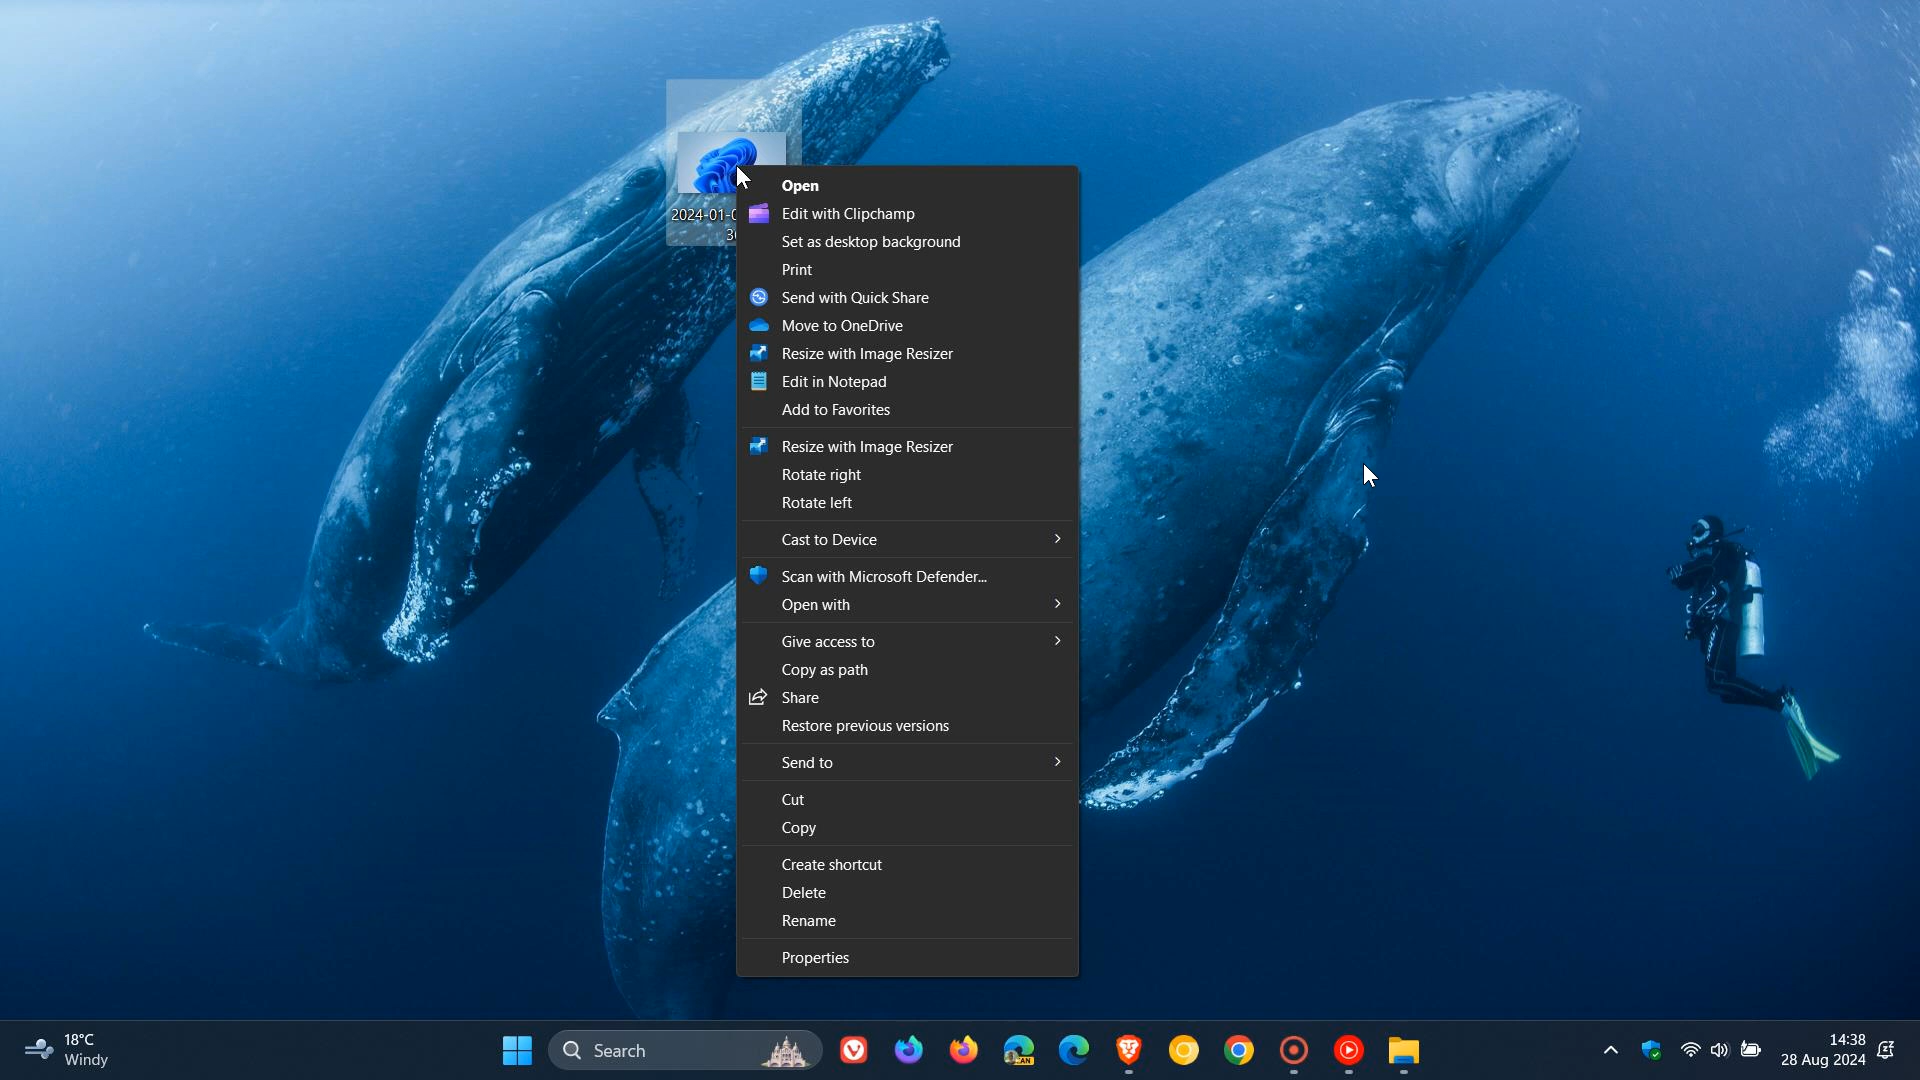 2024-01-0
3
Open
Edit with Clipchamp
Set as desktop background
Print
Send with Quick Share
Move to OneDrive
Resize with Image Resizer
Edit in Notepad
Add to Favorites
Resize with Image Resizer
Rotate right
Rotate left
Cast to Device
Scan with Microsoft Defender...
Open with
Give access to
Copy as path
Share
Restore previous versions
Send to
Cut
Copy
Create shortcut
Delete
Rename
Properties
18°C
Windy
Search
14:38
28 Aug 2024